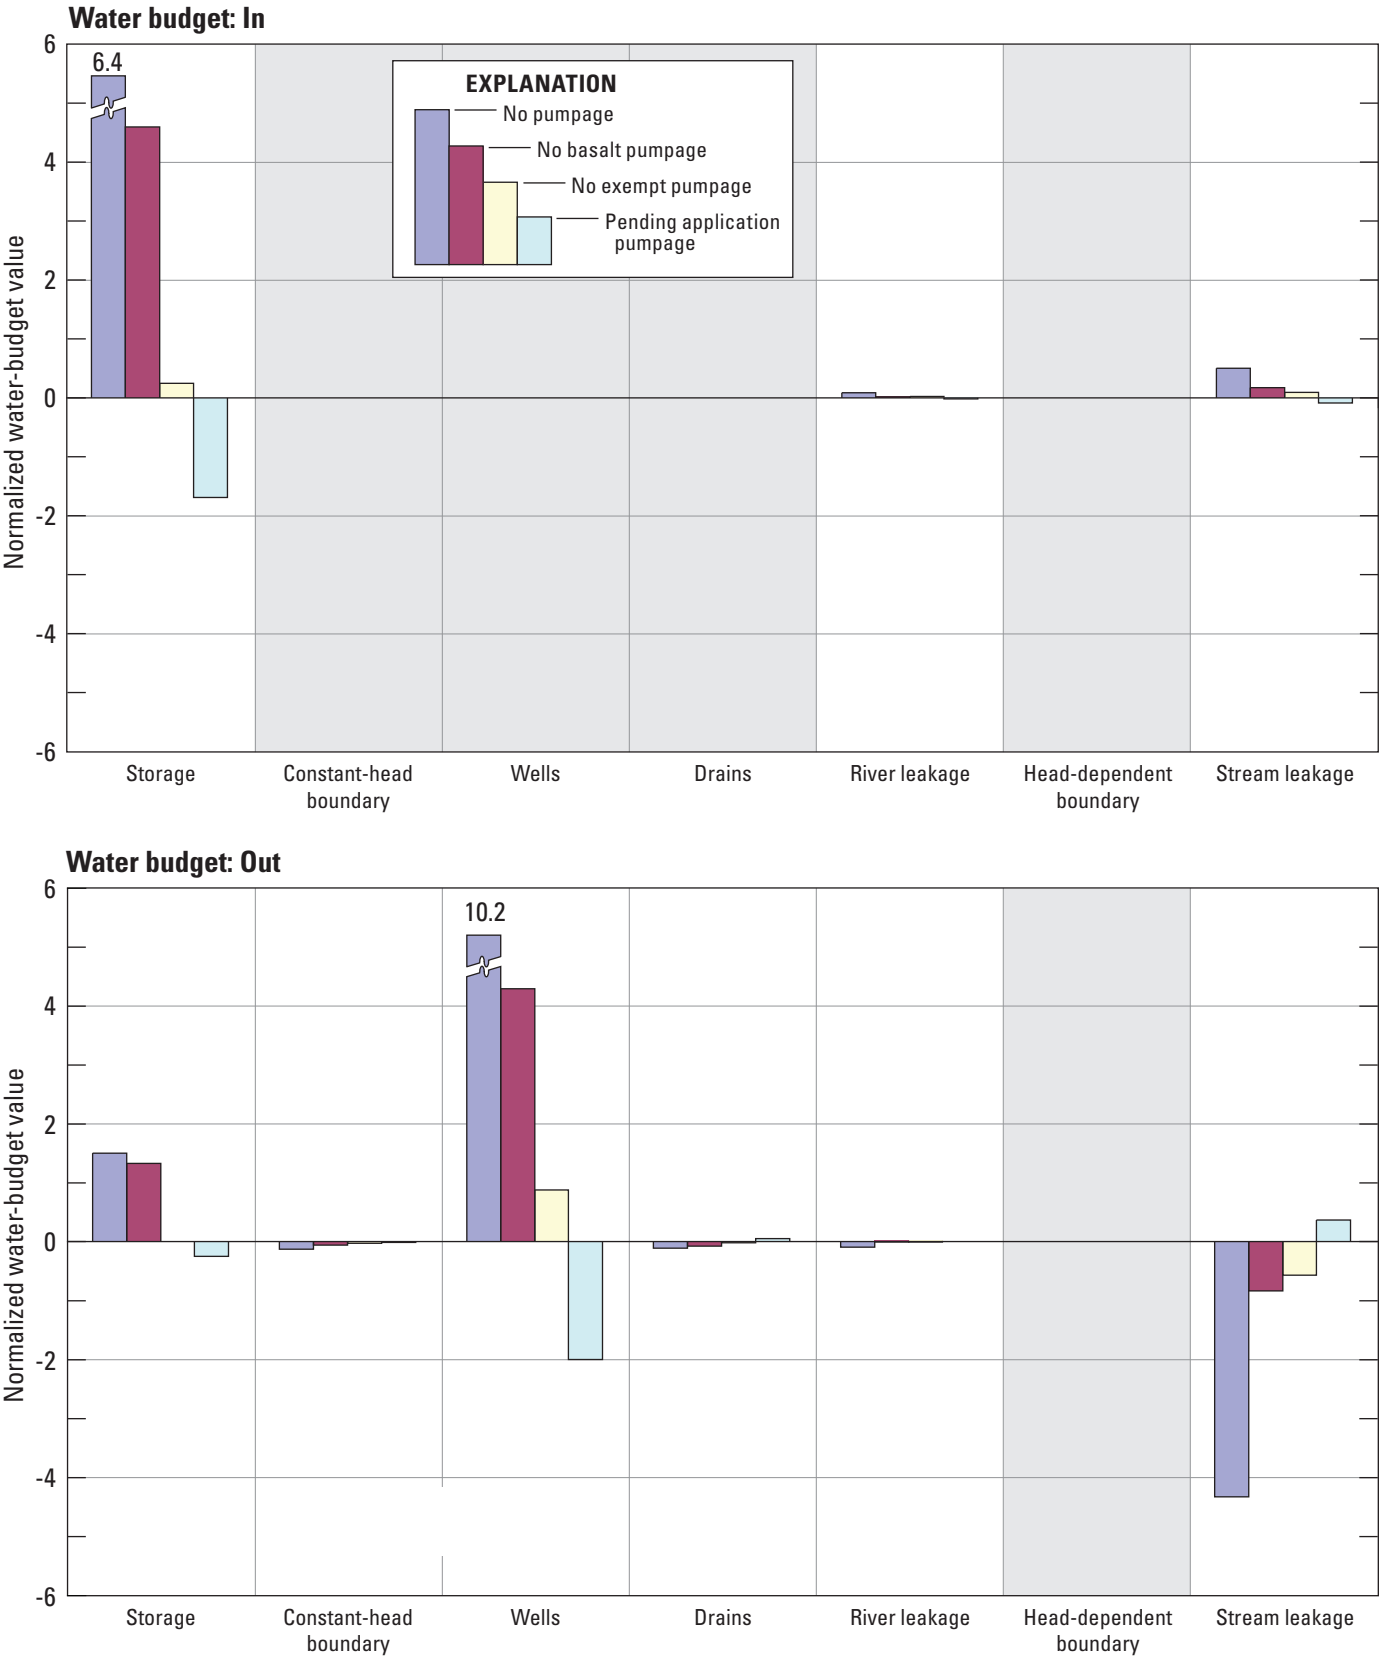 Water budget: In
6
6.4
4
2
0
-2
-4
-6
Normalized water-budget value
EXPLANATION
No pumpage
No basalt pumpage
No exempt pumpage
Pending application
pumpage
Storage
Constant-head
boundary
Wells
Drains
River leakage
Head-dependent
boundary
Stream leakage
Water budget: Out
6
10.2
4
2
0
-2
-4
-6
Normalized water-budget value
Storage
Constant-head
boundary
Wells
Drains
River leakage
Head-dependent
boundary
Stream leakage